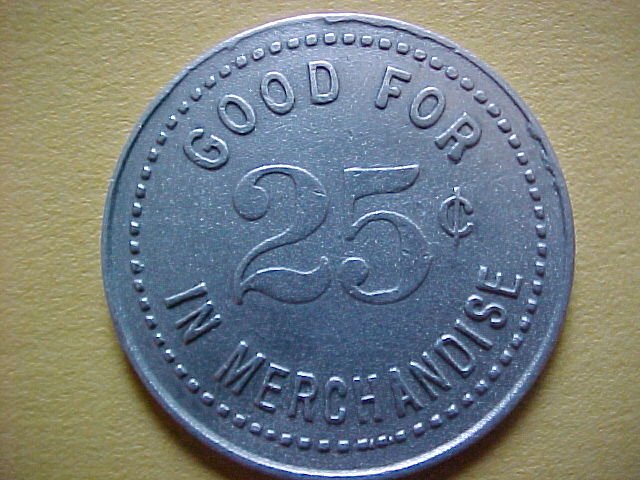 GOOD FOR
25¢
IN MERCHANDISE